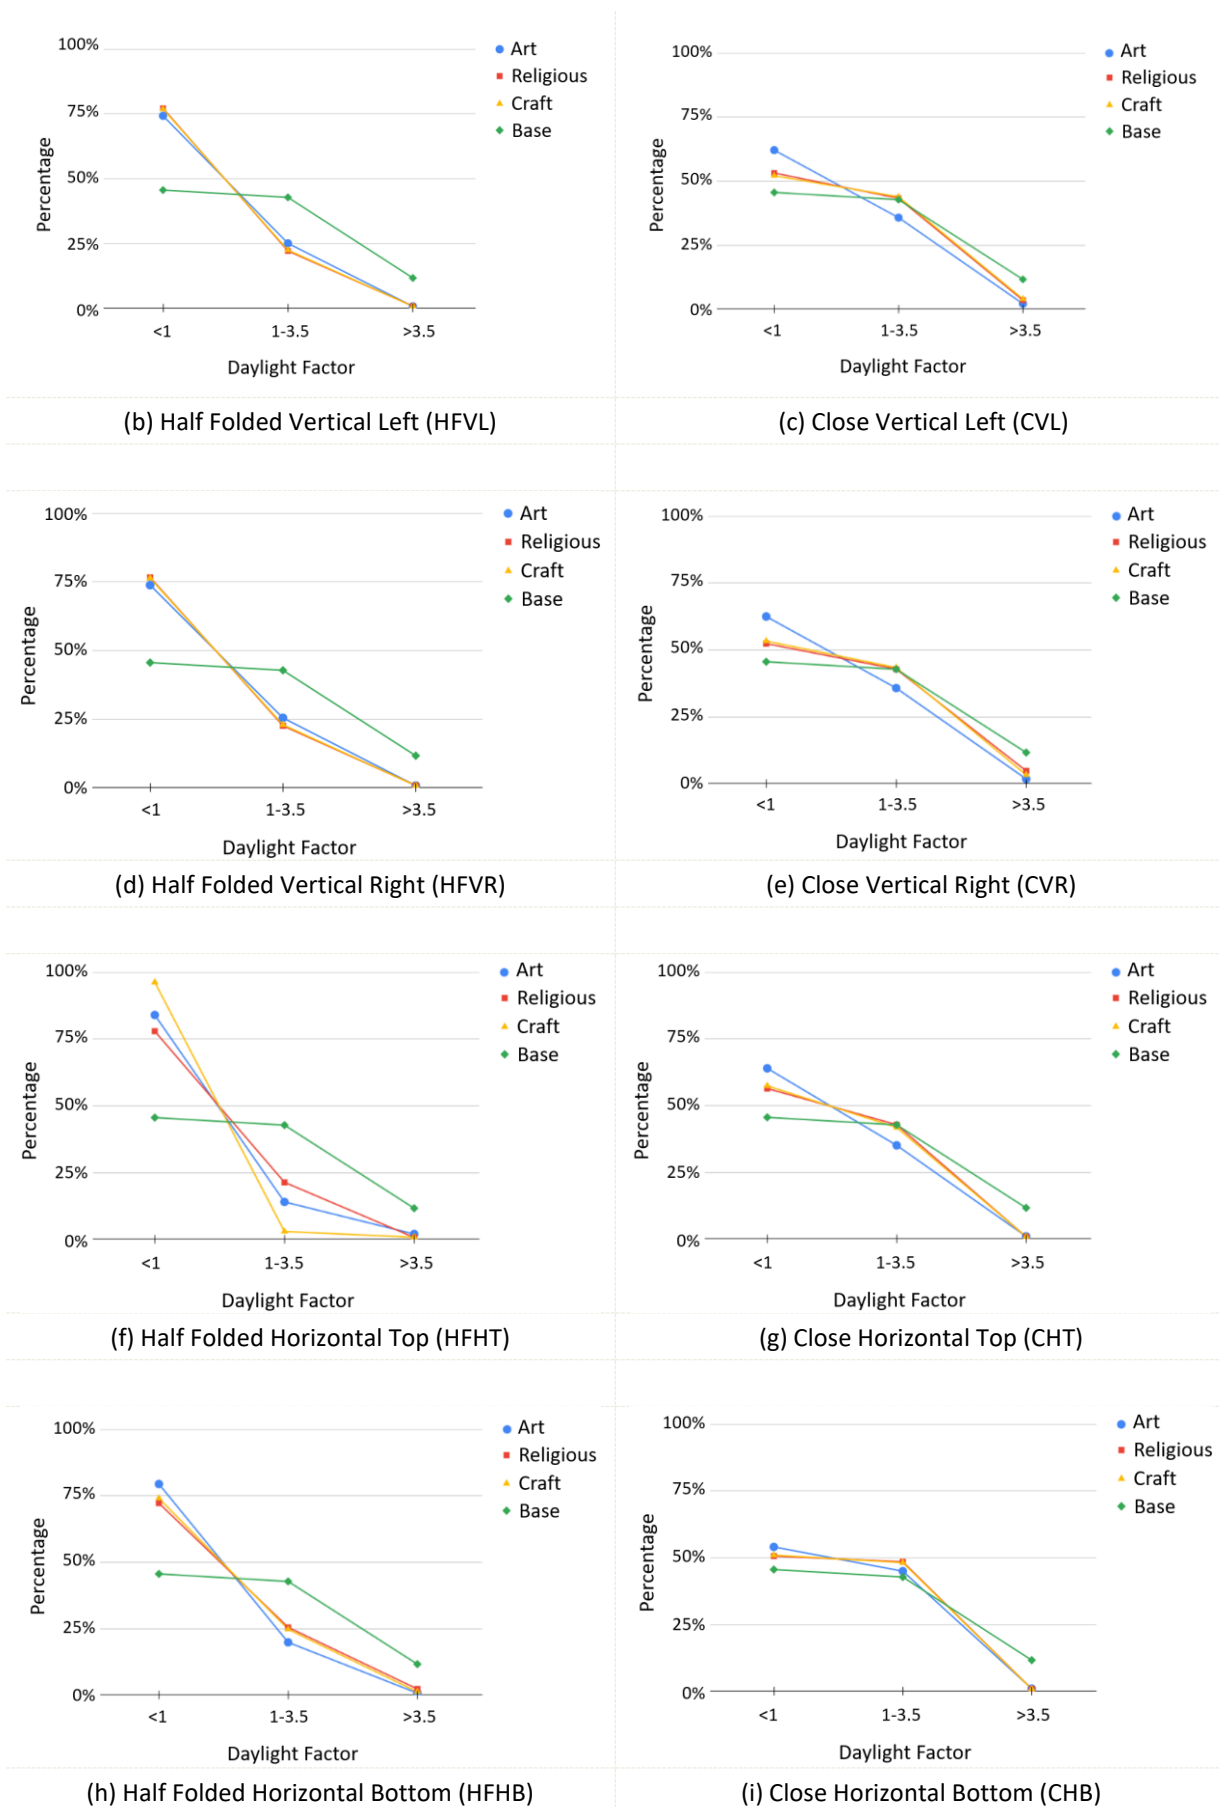 100%
75%
50%
25%
0%
Percentage
<1
1-3.5
>3.5
Daylight Factor
Art
Religious
Craft
Base
(b) Half Folded Vertical Left (HFVL)
100%
75%
50%
25%
0%
Percentage
<1
1-3.5
>3.5
Daylight Factor
Art
Religious
Craft
Base
(c) Close Vertical Left (CVL)
100%
75%
50%
25%
0%
Percentage
<1
1-3.5
>3.5
Daylight Factor
Art
Religious
Craft
Base
(d) Half Folded Vertical Right (HFVR)
100%
75%
50%
25%
0%
Percentage
<1
1-3.5
>3.5
Daylight Factor
Art
Religious
Craft
Base
(e) Close Vertical Right (CVR)
100%
75%
50%
25%
0%
Percentage
<1
1-3.5
>3.5
Daylight Factor
Art
Religious
Craft
Base
(f) Half Folded Horizontal Top (HFHT)
100%
75%
50%
25%
0%
Percentage
<1
1-3.5
>3.5
Daylight Factor
Art
Religious
Craft
Base
(g) Close Horizontal Top (CHT)
100%
75%
50%
25%
0%
Percentage
<1
1-3.5
>3.5
Daylight Factor
Art
Religious
Craft
Base
(h) Half Folded Horizontal Bottom (HFHB)
100%
75%
50%
25%
0%
Percentage
<1
1-3.5
>3.5
Daylight Factor
Art
Religious
Craft
Base
(i) Close Horizontal Bottom (CHB)